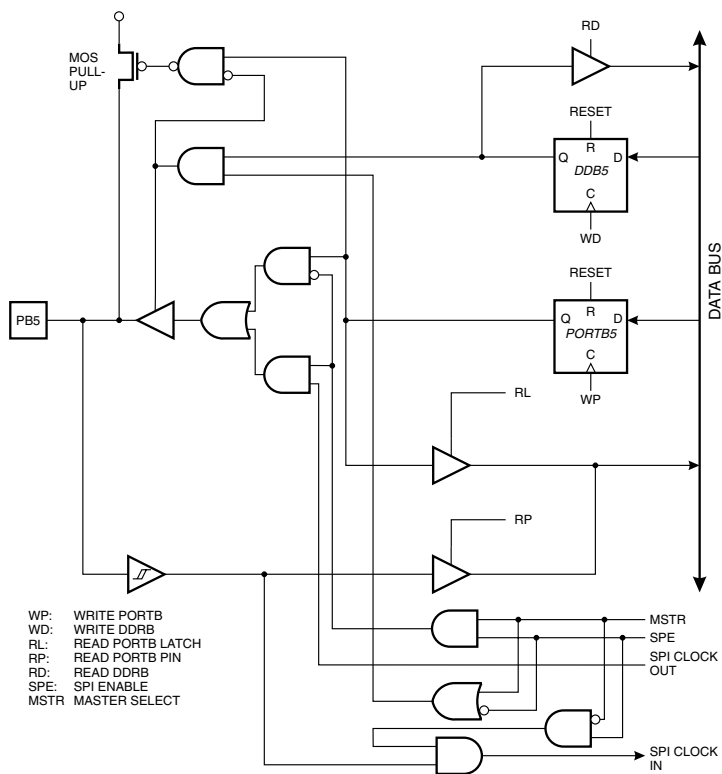 RD
MOS
PULL-
UP
RESET
R
Q
D
DDB5
C
WD
DATA BUS
RESET
PB5
R
Q
D
PORTB5
C
WP
RL
RP
WP: WRITE PORTB
WD: WRITE DDRB
RL: READ PORTB LATCH
RP: READ PORTB PIN
RD: READ DDRB
SPE: SPI ENABLE
MSTR MASTER SELECT
MSTR
SPE
SPI CLOCK
OUT
SPI CLOCK
IN